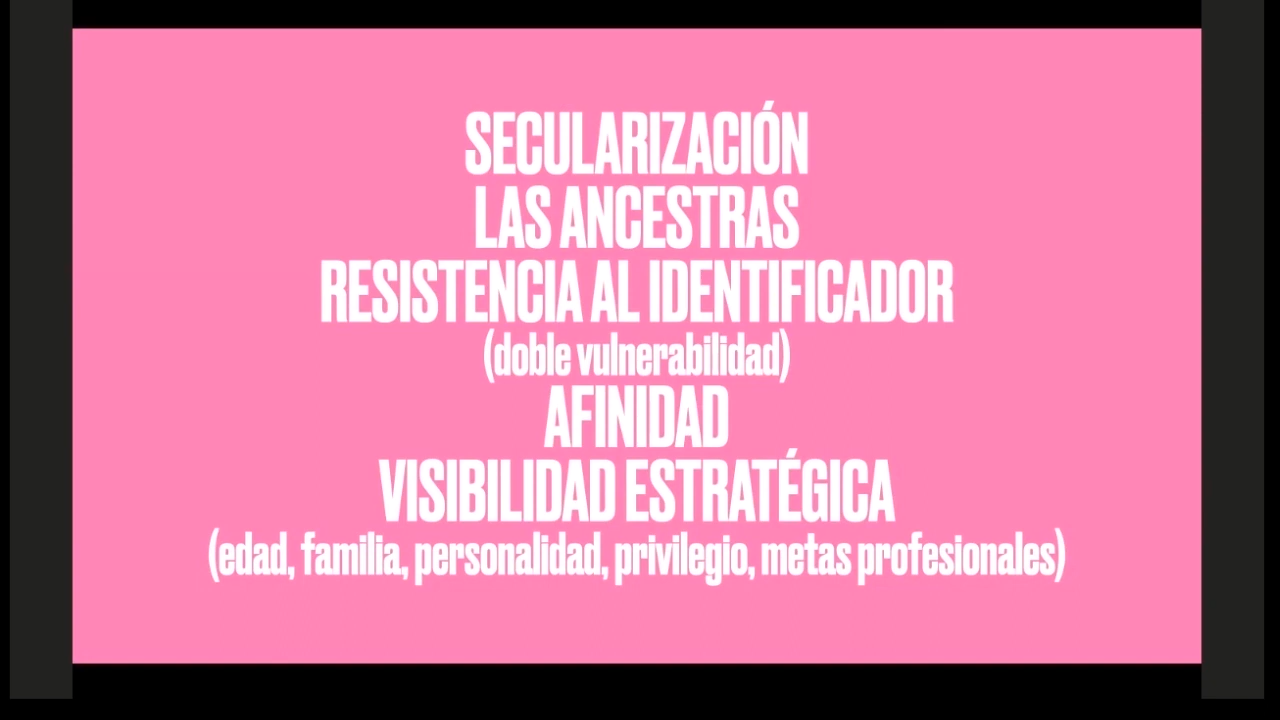 SECULARIZACIÓN
LAS ANCESTRAS
RESISTENCIA AL IDENTIFICADOR
(doble vulnerabilidad)
AFINIDAD
VISIBILIDAD ESTRATÉGICA
(edad, familia, personalidad, privilegio, metas profesionales)